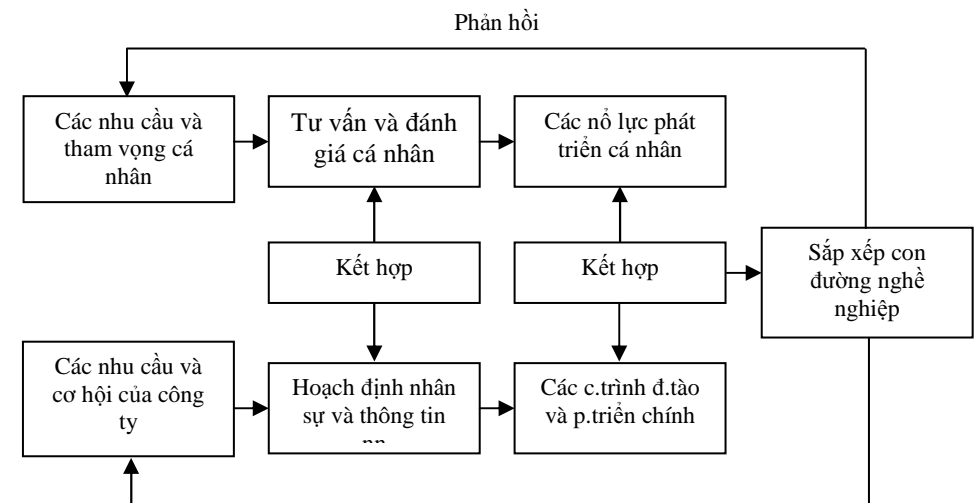 Phản hồi
Các nhu cầu và
tham vọng cá
nhân
Tư vấn và đánh
giá cá nhân
Các nổ lực phát
triển cá nhân
Kết hợp
Kết hợp
Sắp xếp con
đường nghề
nghiệp
Các nhu cầu và
cơ hội của công
ty
Hoạch định nhân
sự và thông tin
Các c.trình đ.tào
và p.triển chính